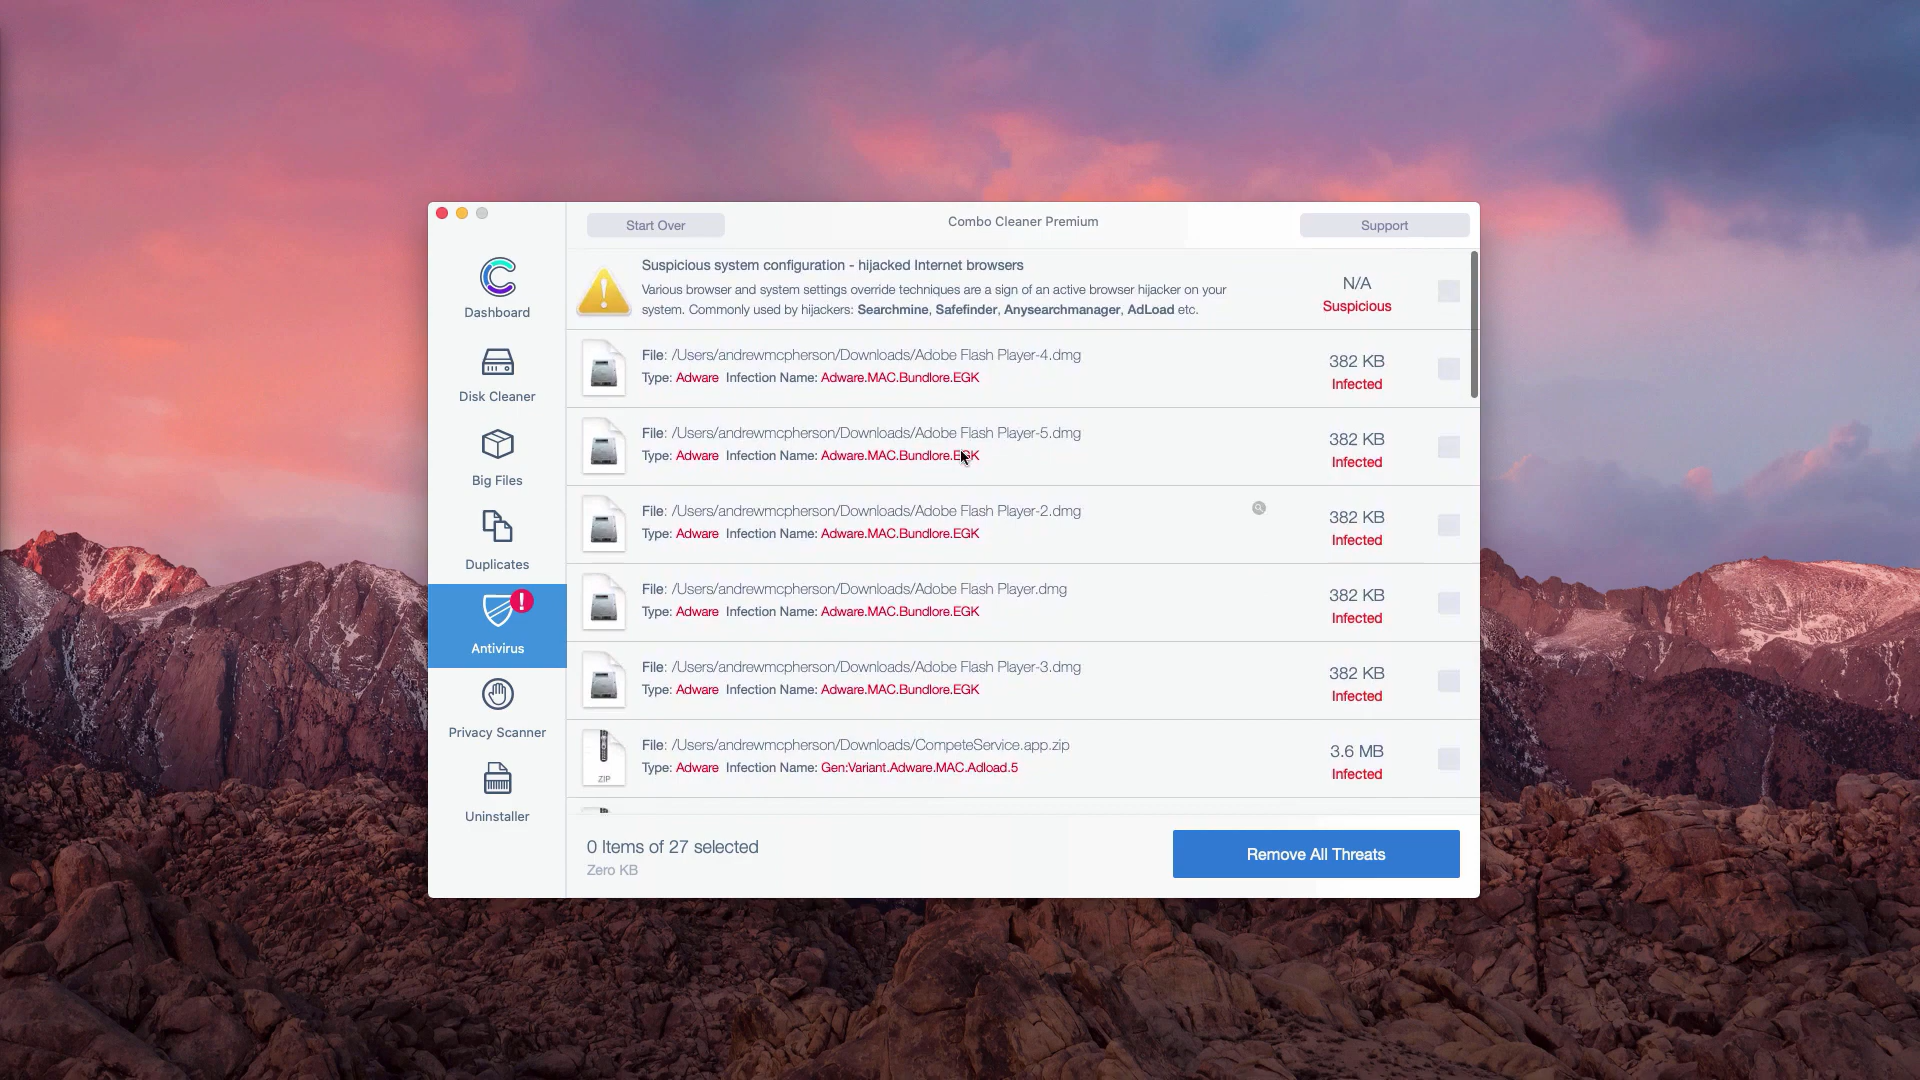 Start Over
Combo Cleaner Premium
Support
Dashboard
Disk Cleaner
Big Files
Duplicates
Antivirus
Privacy Scanner
Uninstaller
Suspicious system configuration - hijacked Internet browsers
Various browser and system settings override techniques are a sign of an active browser hijacker on your
system. Commonly used by hijackers: Searchmine, Safefinder, Anysearchmanager, AdLoad etc.
N/A
Suspicious
File: /Users/andrewmcpherson/Downloads/Adobe Flash Player-4.dmg
Type: Adware Infection Name: Adware.MAC.Bundlore.EGK
382 KB
Infected
File: /Users/andrewmcpherson/Downloads/Adobe Flash Player-5.dmg
Type: Adware Infection Name: Adware.MAC.Bundlore.EGK
382 KB
Infected
File: /Users/andrewmcpherson/Downloads/Adobe Flash Player-2.dmg
Type: Adware Infection Name: Adware.MAC.Bundlore.EGK
382 KB
Infected
File: /Users/andrewmcpherson/Downloads/Adobe Flash Player.dmg
Type: Adware Infection Name: Adware.MAC.Bundlore.EGK
382 KB
Infected
File: /Users/andrewmcpherson/Downloads/Adobe Flash Player-3.dmg
Type: Adware Infection Name: Adware.MAC.Bundlore.EGK
382 KB
Infected
ZIP
File: /Users/andrewmcpherson/Downloads/CompeteService.app.zip
Type: Adware Infection Name: Gen:Variant.Adware.MAC.Adload.5
3.6 MB
Infected
0 Items of 27 selected
Zero KB
Remove All Threats